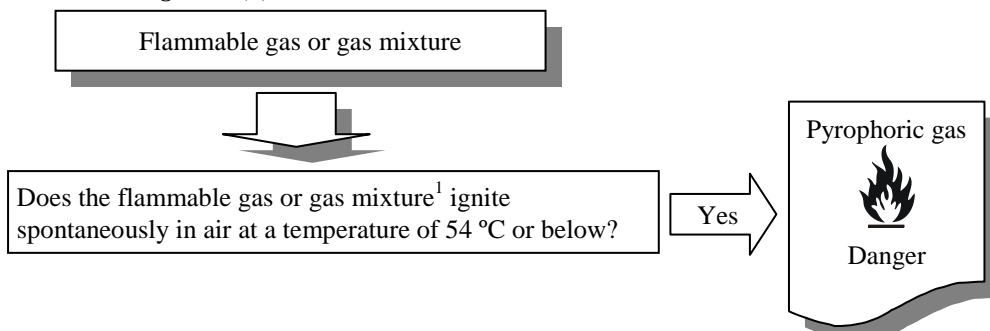 Flammable gas or gas mixture
Does the flammable gas or gas mixture¹ ignite
spontaneously in air at a temperature of 54 ºC or below?
Yes
Pyrophoric gas
Danger